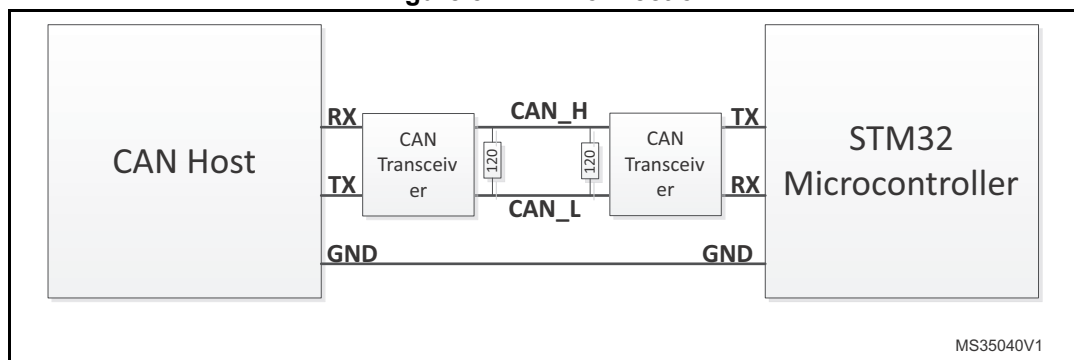 CAN Host
RX
TX
GND
CAN
Transceiv
er
CAN_H
120
120
CAN_L
CAN
Transceiv
er
TX
RX
GND
STM32
Microcontroller
MS35040V1